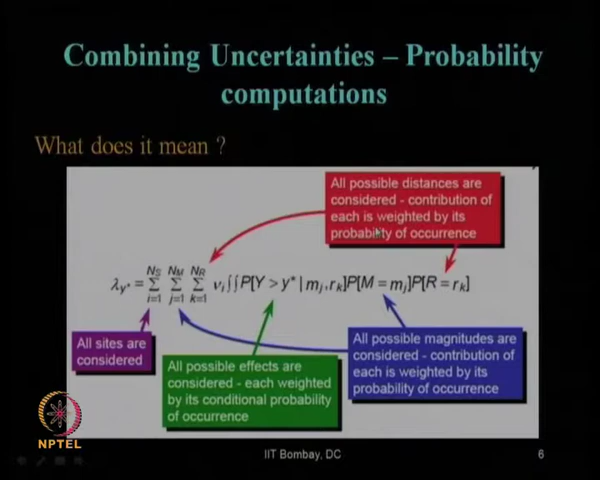 Combining Uncertainties – Probability
computations
What does it mean ?
All possible distances are
considered - contribution of
each is weighted by its
probability of occurrence
λy* = Σ(i=1 to NS) Σ(j=1 to NM) Σ(k=1 to NR) νi ∫∫ P[Y > y* | mj,rk]P[M = mj]P[R = rk]
All sites are
considered
All possible effects are
considered - each weighted
by its conditional probability
of occurrence
All possible magnitudes are
considered - contribution of
each is weighted by its
probability of occurrence
NPTEL
IIT Bombay, DC
6